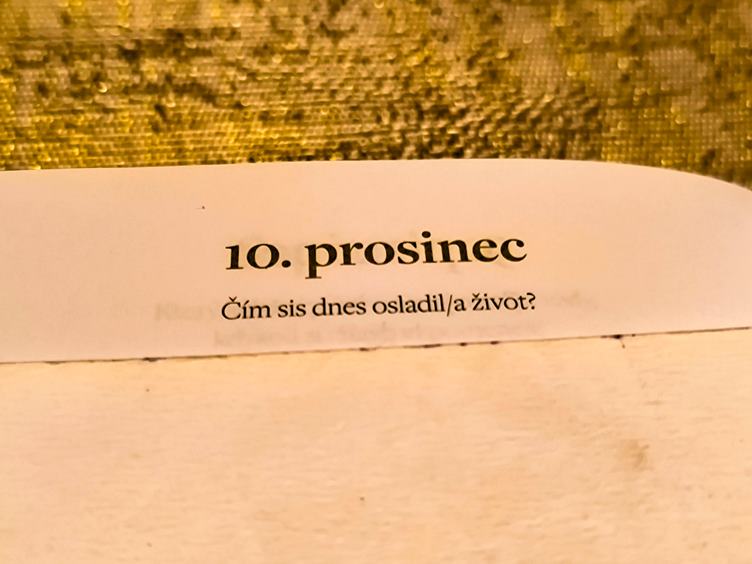 10. prosinec
Čím sis dnes osladil/a život?